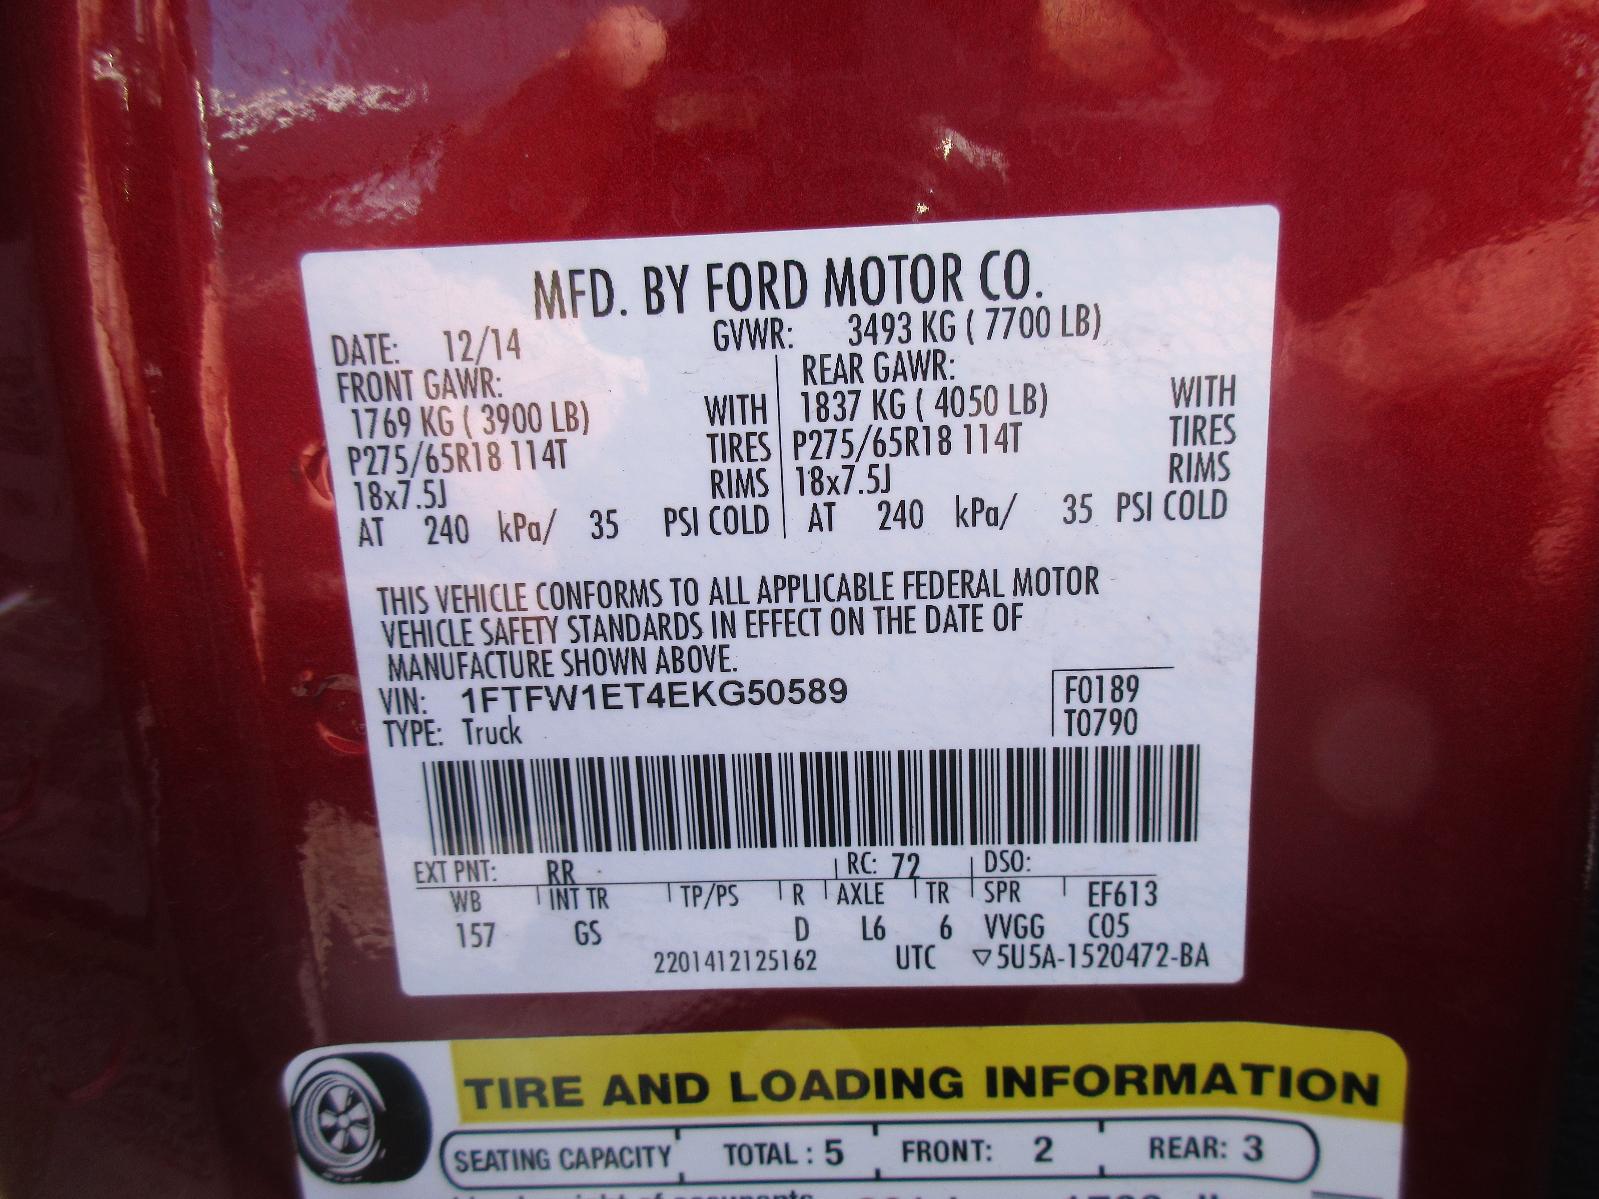 MFD. BY FORD MOTOR CO.
DATE: 12/14 GVWR: 3493 KG ( 7700 LB)
FRONT GAWR: REAR GAWR:
1769 KG ( 3900 LB) WITH 1837 KG ( 4050 LB) WITH
P275/65R18 114T TIRES P275/65R18 114T TIRES
18x7.5J RIMS 18x7.5J RIMS
AT 240 kPa/ 35 PSI COLD AT 240 kPa/ 35 PSI COLD
THIS VEHICLE CONFORMS TO ALL APPLICABLE FEDERAL MOTOR
VEHICLE SAFETY STANDARDS IN EFFECT ON THE DATE OF
MANUFACTURE SHOWN ABOVE.
VIN: 1FTFW1ET4EKG50589 F0189
TYPE: Truck T0790
EXT PNT: RR RC: 72 DSO:
WB INT TR TP/PS R AXLE TR SPR EF613
157 GS D L6 6 VVGG C05
2201412125162 UTC ▽5U5A-1520472-BA
TIRE AND LOADING INFORMATION
SEATING CAPACITY TOTAL : 5 FRONT: 2 REAR: 3